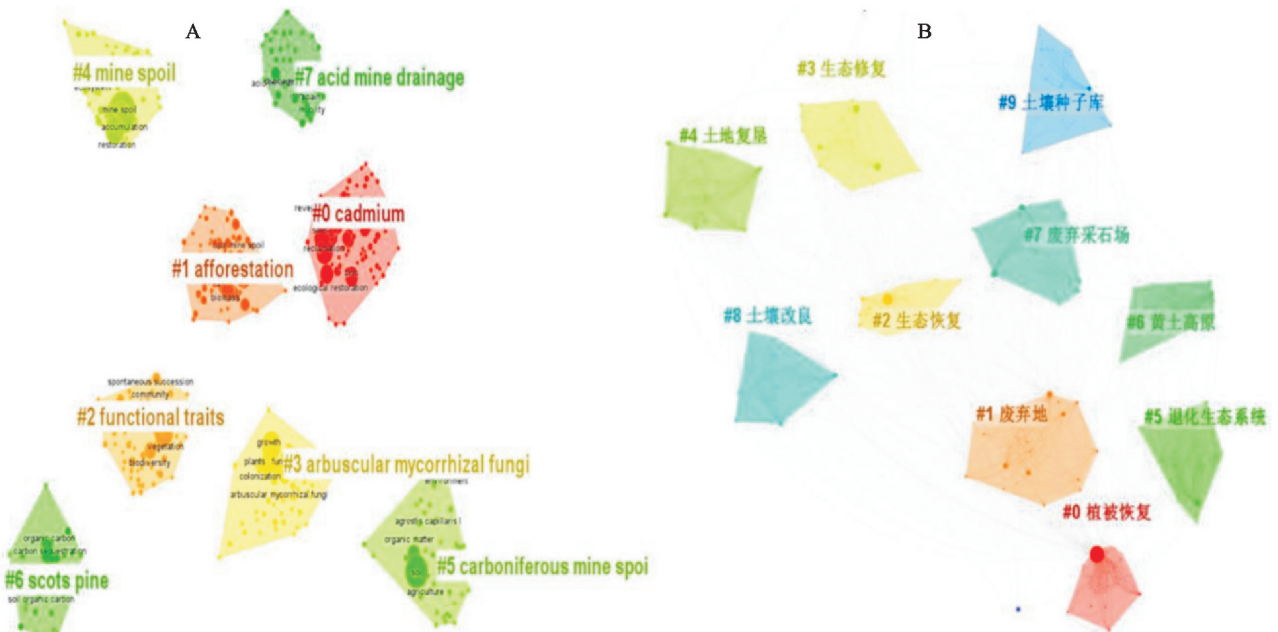 A
#4 mine spoil
mine spoil
accumulation
restoration
#7 acid mine drainage
#0 cadmium
ecological restoration
#1 afforestation
biomass
spontaneous succession
community
#2 functional traits
vegetation
biodiversity
growth
plants
#3 arbuscular mycorrhizal fungi
colonization
arbuscular mycorrhizal fungi
organic carbon
carbon sequestration
#6 scots pine
soil organic carbon
agrostis capillaris l
organic matter
#5 carboniferous mine spoi
agriculture
B
#3 生态修复
#9 土壤种子库
#4 土地复垦
#7 废弃采石场
#8 土壤改良
#2 生态恢复
#6 黄土高原
#1 废弃地
#5 退化生态系统
#0 植被恢复